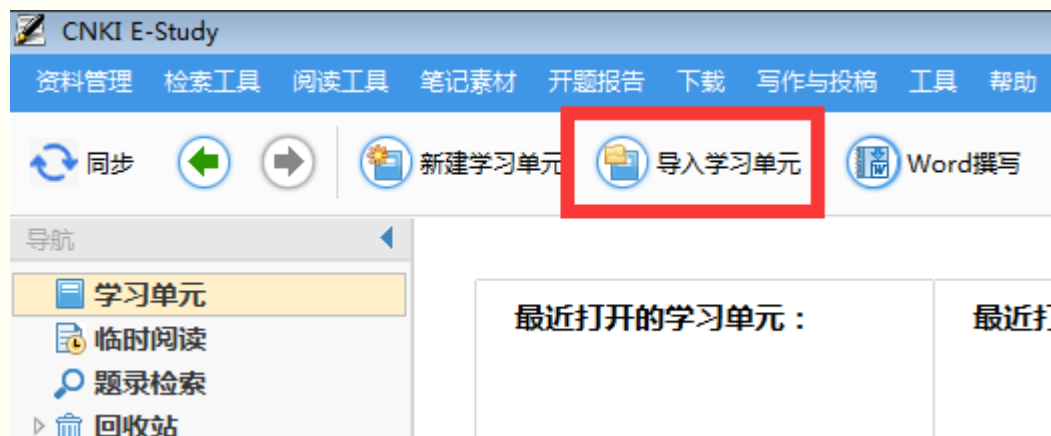 CNKI E-Study
资料管理 检索工具 阅读工具 笔记素材 开题报告 下载 写作与投稿 工具 帮助
同步 新建学习单元 导入学习单元 Word撰写
导航
学习单元
最近打开的学习单元： 最近打
临时阅读
题录检索
回收站